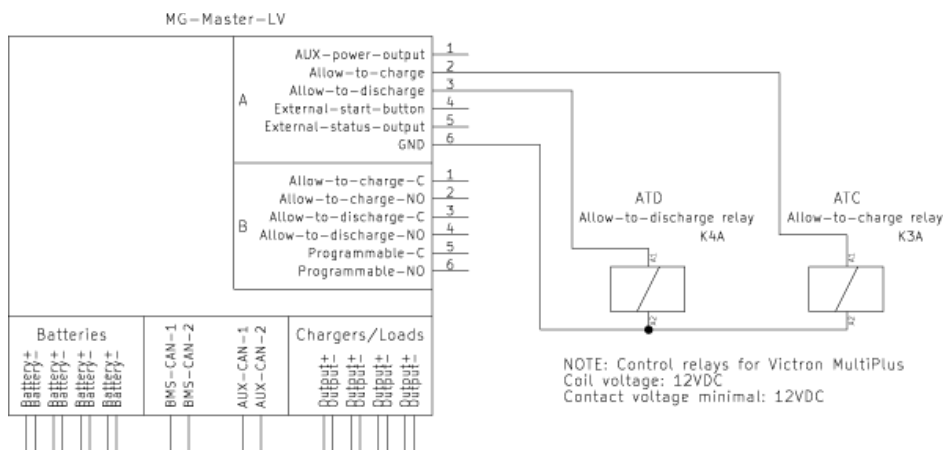 MG-Master-LV
A
AUX-power-output 1
Allow-to-charge 2
Allow-to-discharge 3
External-start-button 4
External-status-output 5
GND 6
B
Allow-to-charge-C 1
Allow-to-charge-NO 2
Allow-to-discharge-C 3
Allow-to-discharge-NO 4
Programmable-C 5
Programmable-NO 6
ATD
Allow-to-discharge relay
K4A
A1
A2
ATC
Allow-to-charge relay
K3A
A1
A2
Batteries
Battery+
Battery-
Battery+
Battery-
Battery+
Battery-
Battery+
Battery-
BMS-CAN-1
BMS-CAN-2
AUX-CAN-1
AUX-CAN-2
Chargers/Loads
Output+
Output-
Output+
Output-
Output+
Output-
Output+
Output-
NOTE: Control relays for Victron MultiPlus
Coil voltage: 12VDC
Contact voltage minimal: 12VDC